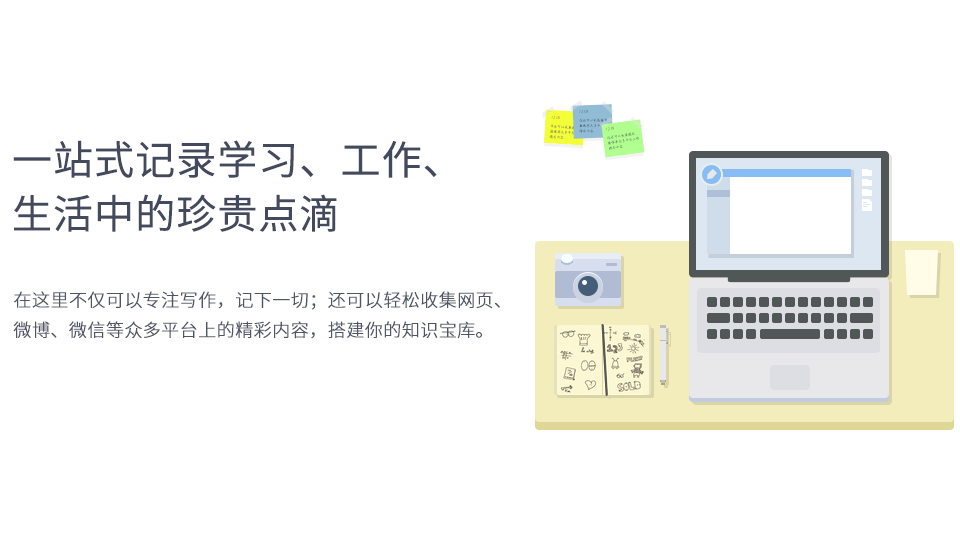 一站式记录学习、工作、
生活中的珍贵点滴
在这里不仅可以专注写作，记下一切；还可以轻松收集网页、
微博、微信等众多平台上的精彩内容，搭建你的知识宝库。
123
SOLD